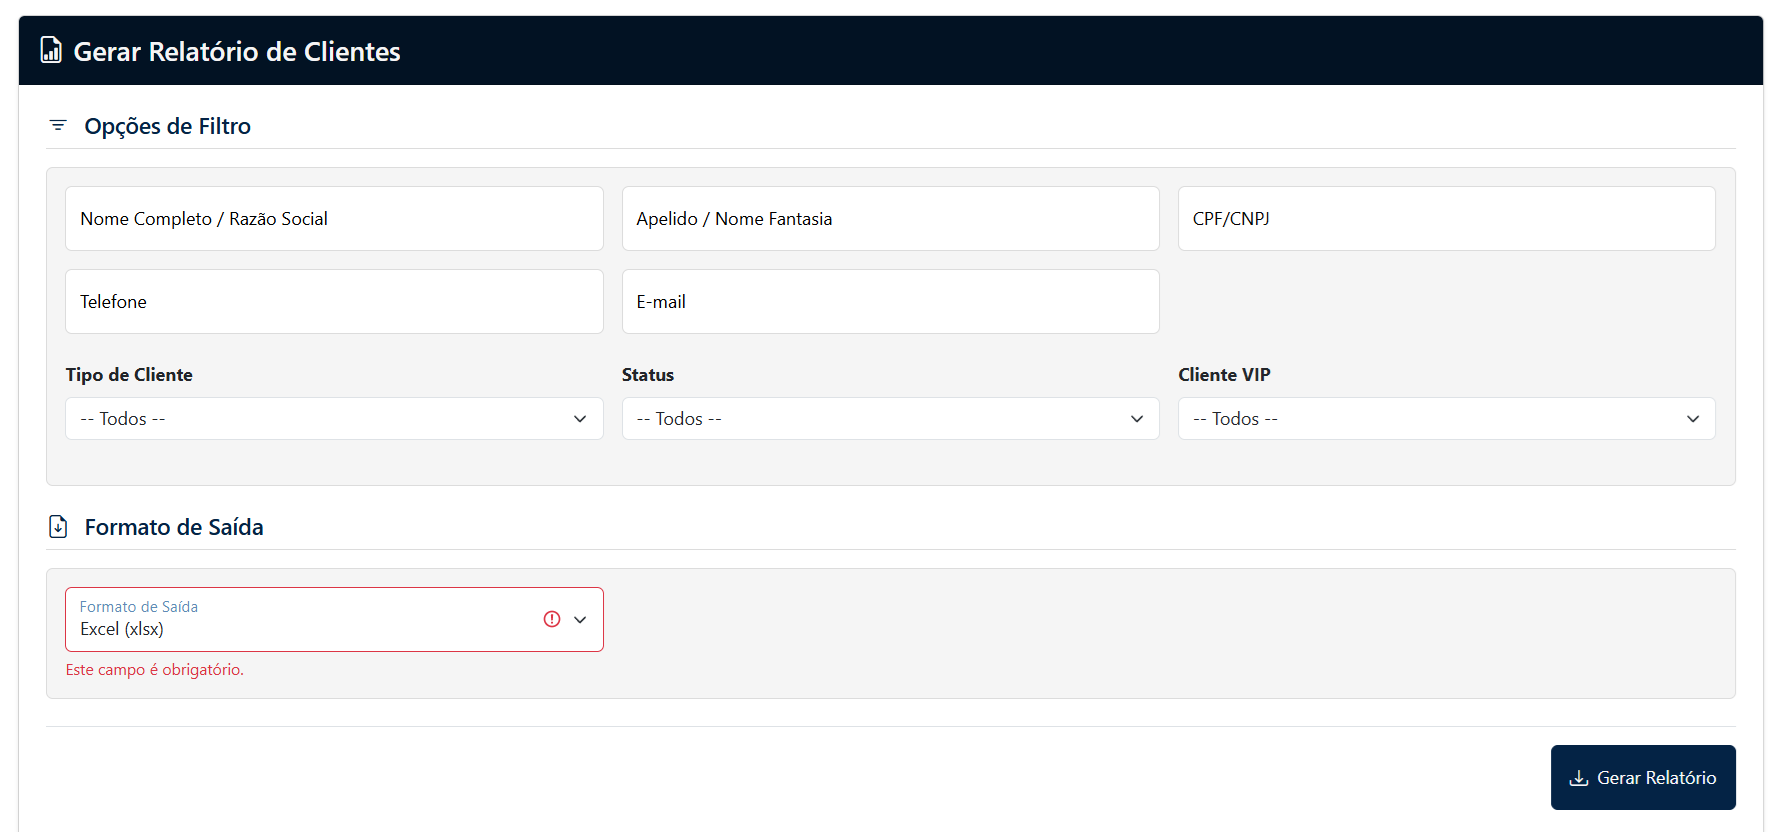 Gerar Relatório de Clientes
Opções de Filtro
Nome Completo / Razão Social
Apelido / Nome Fantasia
CPF/CNPJ
Telefone
E-mail
Tipo de Cliente
Status
Cliente VIP
-- Todos --
-- Todos --
-- Todos --
Formato de Saída
Formato de Saída
Excel (xlsx)
Este campo é obrigatório.
Gerar Relatório